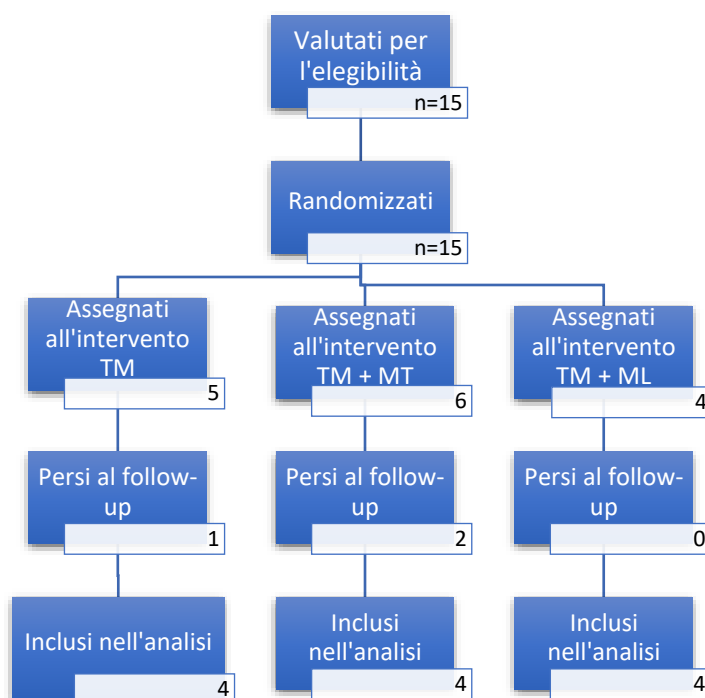 Valutati per
l'elegibilità
n=15
Randomizzati
n=15
Assegnati
all'intervento
TM
5
Assegnati
all'intervento
TM + MT
6
Assegnati
all'intervento
TM + ML
4
Persi al follow-
up
1
Persi al follow-
up
2
Persi al follow-
up
0
Inclusi nell'analisi
4
Inclusi
nell'analisi
4
Inclusi
nell'analisi
4